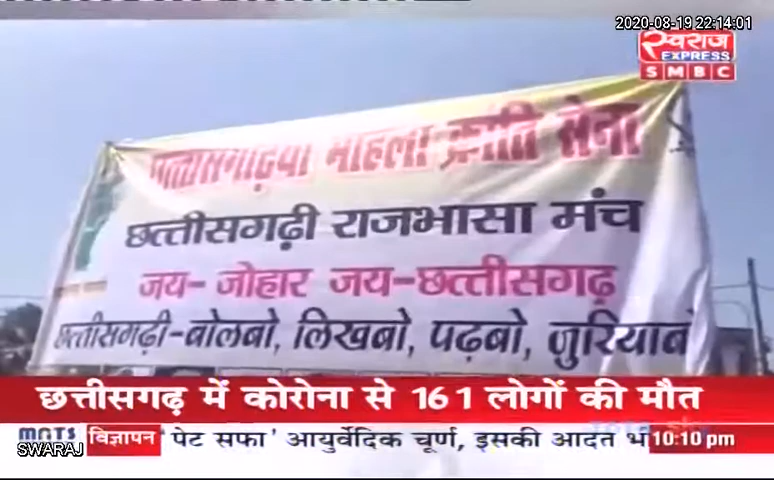 2020-08-19 22:14:01
स्वराज
EXPRESS
SMBC
महिला क्रांति सेना
छत्तीसगढ़ी राजभासा मंच
जय- जोहार जय-छत्तीसगढ़
छत्तीसगढ़ी-बोलबो, लिखबो, पढ़बो, जुरियाबो
छत्तीसगढ़ में कोरोना से 161 लोगों की मौत
विज्ञापन 'पेट सफा' आयुर्वेदिक चूर्ण, इसकी आदत 10:10 pm
SWARAJ